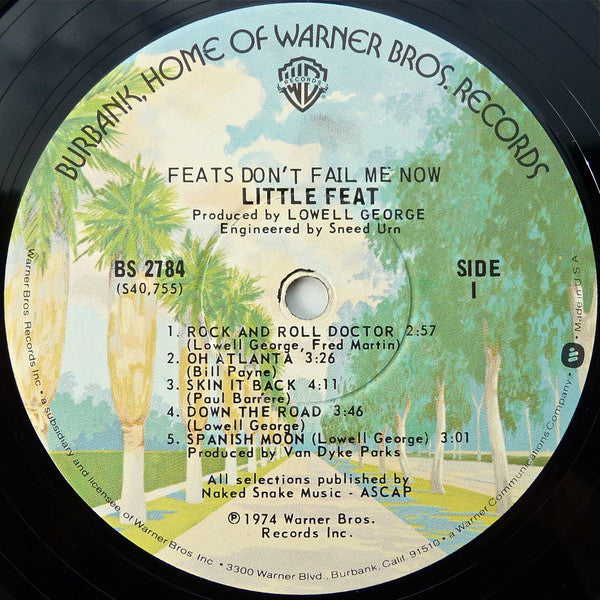 BURBANK, HOME OF WARNER BROS. RECORDS
WB
RECORDS
®
FEATS DON'T FAIL ME NOW
LITTLE FEAT
Produced by LOWELL GEORGE
Engineered by Sneed Urn
BS 2784
(S40,755)
SIDE
1
1. ROCK AND ROLL DOCTOR 2:57
(Lowell George, Fred Martin)
2. OH ATLANTA 3:26
(Bill Payne)
3. SKIN IT BACK 4:11
(Paul Barrere)
4. DOWN THE ROAD 3:46
(Lowell George)
5. SPANISH MOON (Lowell George) 3:01
Produced by Van Dyke Parks
All selections published by
Naked Snake Music - ASCAP
℗ 1974 Warner Bros.
Records Inc.
Warner Bros. Records Inc. • a subsidiary and licensee of Warner Bros. Inc. • 3300 Warner Blvd., Burbank, Calif. 91510 • a Warner Communications Company •
Made in U.S.A.